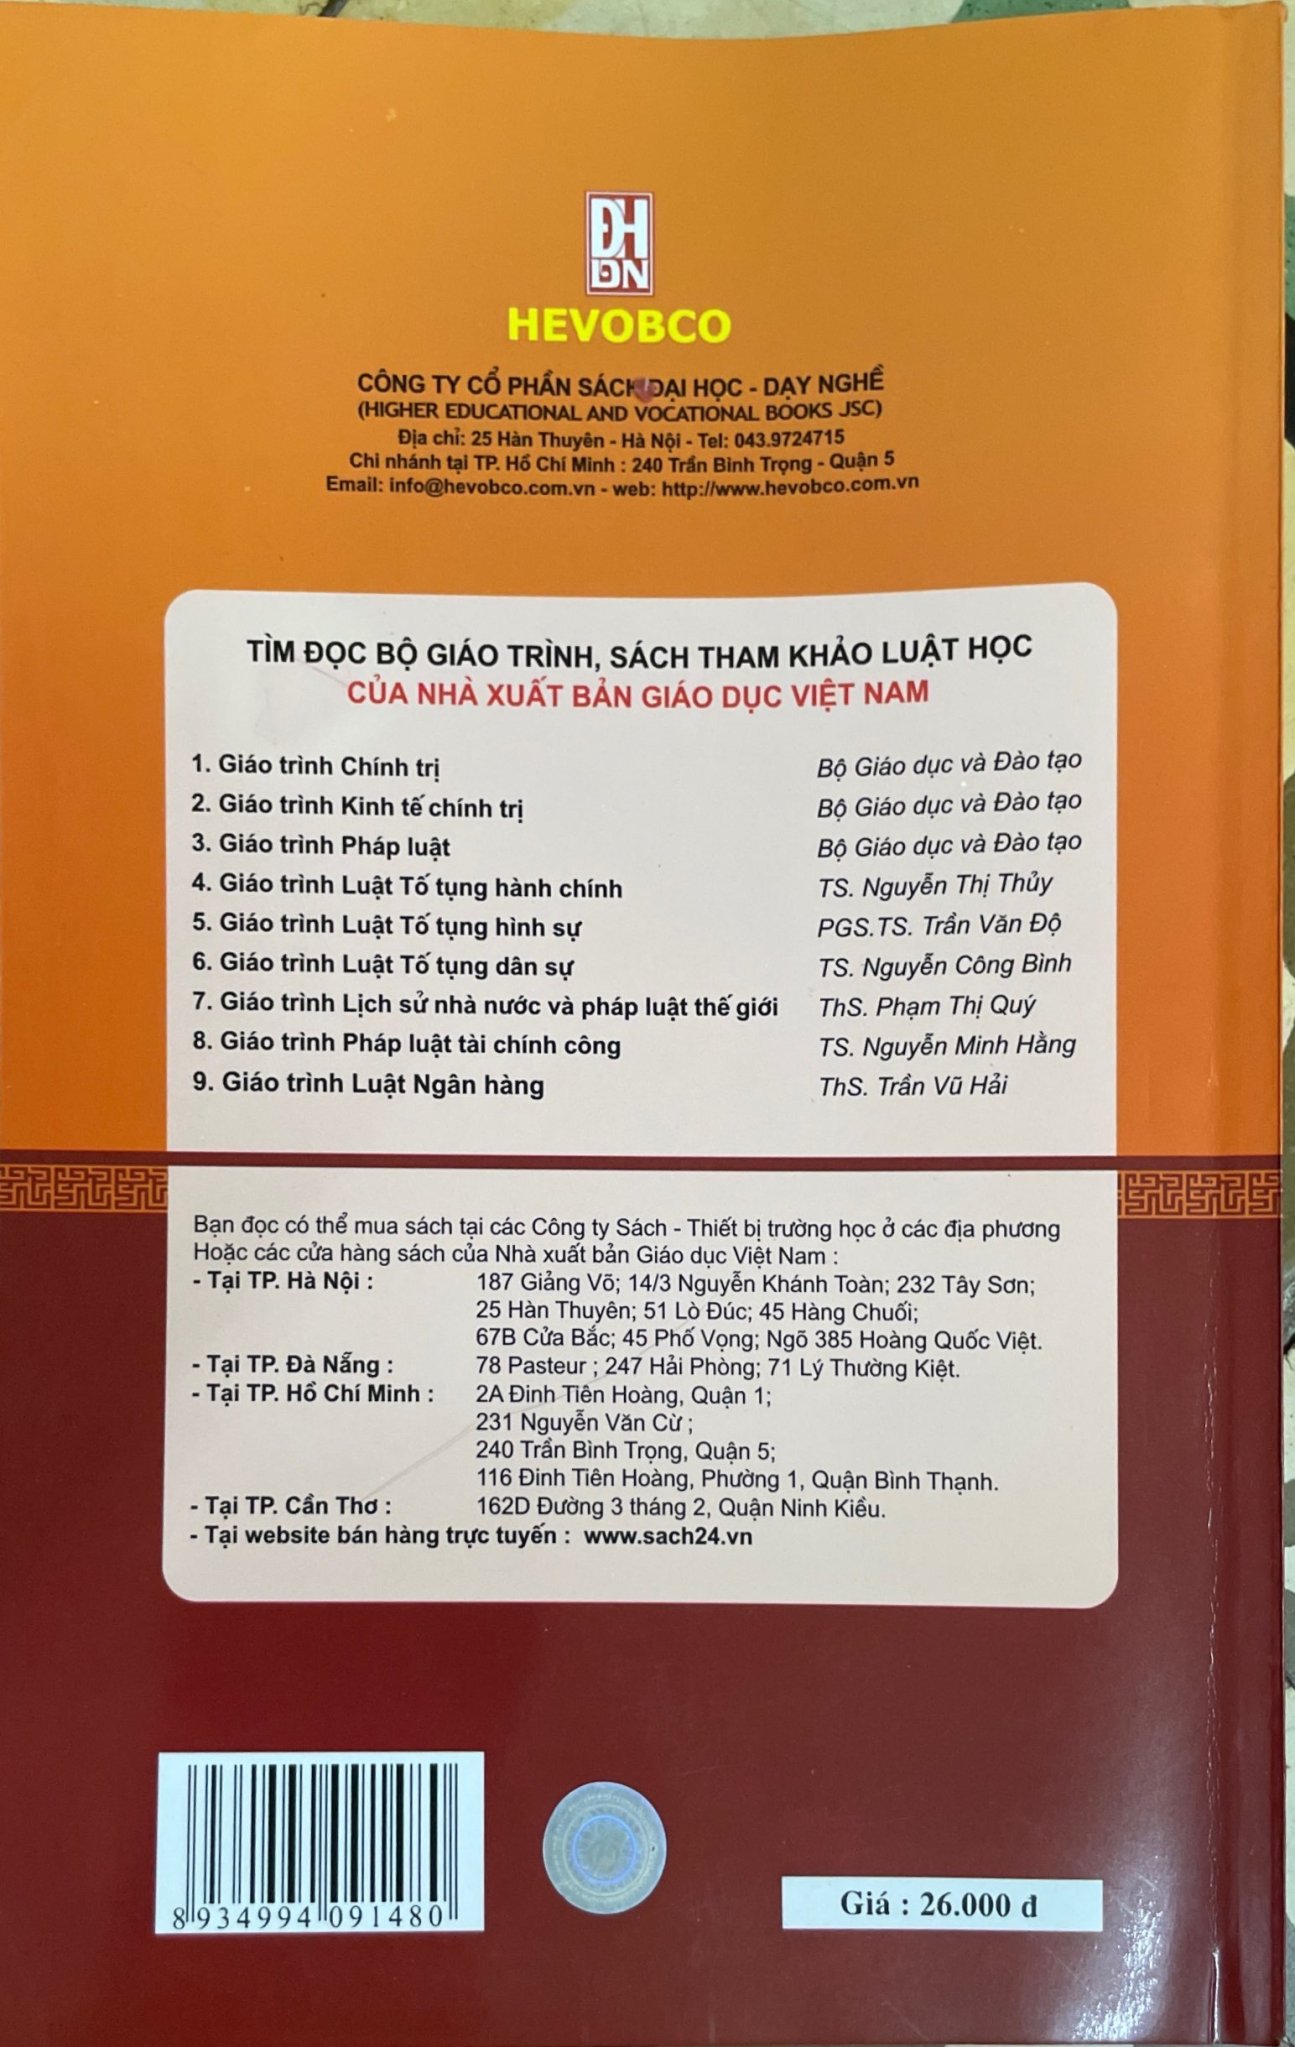 ĐH
DN
HEVOBCO
CÔNG TY CỔ PHẦN SÁCH ĐẠI HỌC - DẠY NGHỀ
(HIGHER EDUCATIONAL AND VOCATIONAL BOOKS JSC)
Địa chỉ: 25 Hàn Thuyên - Hà Nội - Tel: 043.9724715
Chi nhánh tại TP. Hồ Chí Minh : 240 Trần Bình Trọng - Quận 5
Email: info@hevobco.com.vn - web: http://www.hevobco.com.vn
TÌM ĐỌC BỘ GIÁO TRÌNH, SÁCH THAM KHẢO LUẬT HỌC
CỦA NHÀ XUẤT BẢN GIÁO DỤC VIỆT NAM
1. Giáo trình Chính trị Bộ Giáo dục và Đào tạo
2. Giáo trình Kinh tế chính trị Bộ Giáo dục và Đào tạo
3. Giáo trình Pháp luật Bộ Giáo dục và Đào tạo
4. Giáo trình Luật Tố tụng hành chính TS. Nguyễn Thị Thủy
5. Giáo trình Luật Tố tụng hình sự PGS.TS. Trần Văn Độ
6. Giáo trình Luật Tố tụng dân sự TS. Nguyễn Công Bình
7. Giáo trình Lịch sử nhà nước và pháp luật thế giới ThS. Phạm Thị Quý
8. Giáo trình Pháp luật tài chính công TS. Nguyễn Minh Hằng
9. Giáo trình Luật Ngân hàng ThS. Trần Vũ Hải
Bạn đọc có thể mua sách tại các Công ty Sách - Thiết bị trường học ở các địa phương
Hoặc các cửa hàng sách của Nhà xuất bản Giáo dục Việt Nam :
- Tại TP. Hà Nội : 187 Giảng Võ; 14/3 Nguyễn Khánh Toàn; 232 Tây Sơn;
25 Hàn Thuyên; 51 Lò Đúc; 45 Hàng Chuối;
67B Cửa Bắc; 45 Phố Vọng; Ngõ 385 Hoàng Quốc Việt.
- Tại TP. Đà Nẵng : 78 Pasteur ; 247 Hải Phòng; 71 Lý Thường Kiệt.
- Tại TP. Hồ Chí Minh : 2A Đinh Tiên Hoàng, Quận 1;
231 Nguyễn Văn Cừ ;
240 Trần Bình Trọng, Quận 5;
116 Đinh Tiên Hoàng, Phường 1, Quận Bình Thạnh.
- Tại TP. Cần Thơ : 162D Đường 3 tháng 2, Quận Ninh Kiều.
- Tại website bán hàng trực tuyến : www.sach24.vn
8 934994 091480
Giá : 26.000 đ